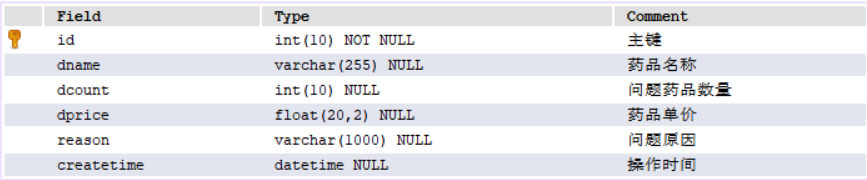 Field Type Comment
id int(10) NOT NULL 主键
dname varchar(255) NULL 药品名称
dcount int(10) NULL 问题药品数量
dprice float(20,2) NULL 药品单价
reason varchar(1000) NULL 问题原因
createtime datetime NULL 操作时间